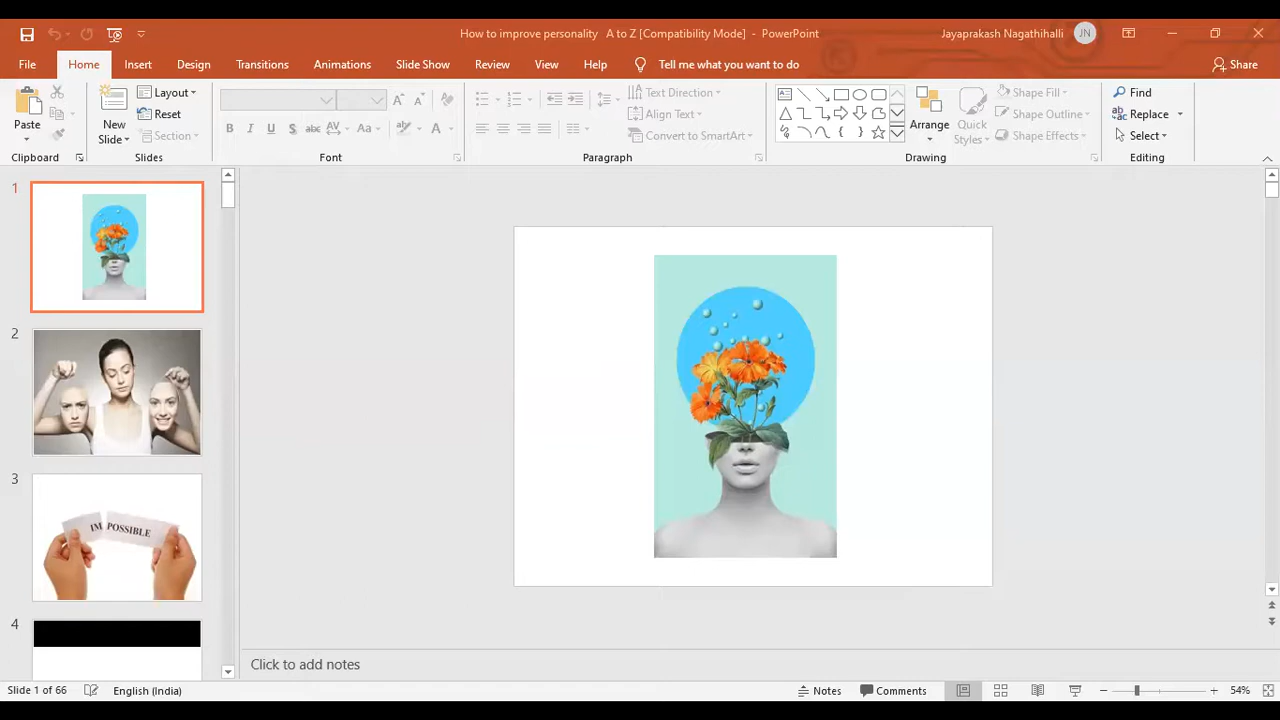 How to improve personality A to Z [Compatibility Mode] - PowerPoint
Jayaprakash Nagathihalli JN
File Home Insert Design Transitions Animations Slide Show Review View Help Tell me what you want to do Share
Paste
Clipboard
New
Slide
Layout
Reset
Section
Slides
B I U S abc AV Aa A
Font
Text Direction
Align Text
Convert to SmartArt
Paragraph
Arrange
Quick
Styles
Shape Fill
Shape Outline
Shape Effects
Drawing
Find
Replace
Select
Editing
1
2
3
IM POSSIBLE
4
Click to add notes
Slide 1 of 66 English (India) Notes Comments 54%